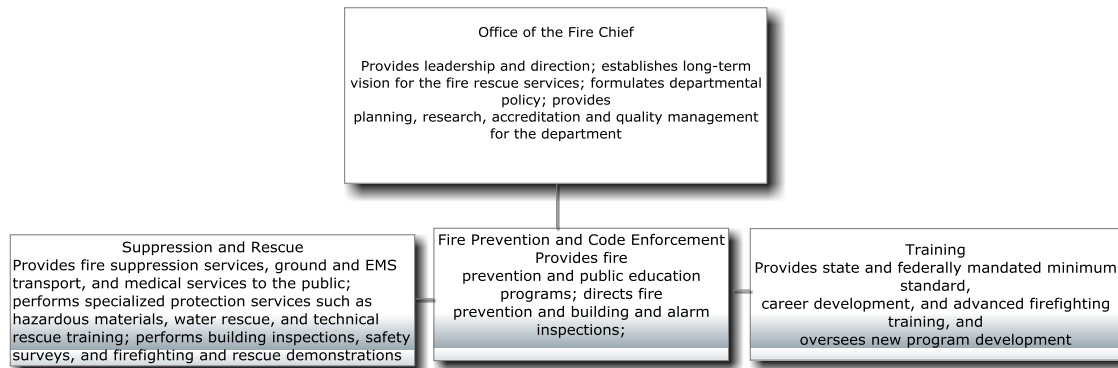 Office of the Fire Chief
Provides leadership and direction; establishes long-term
vision for the fire rescue services; formulates departmental
policy; provides
planning, research, accreditation and quality management
for the department
Suppression and Rescue
Provides fire suppression services, ground and EMS
transport, and medical services to the public;
performs specialized protection services such as
hazardous materials, water rescue, and technical
rescue training; performs building inspections, safety
surveys, and firefighting and rescue demonstrations
Fire Prevention and Code Enforcement
Provides fire
prevention and public education
programs; directs fire
prevention and building and alarm
inspections;
Training
Provides state and federally mandated minimum
standard,
career development, and advanced firefighting
training, and
oversees new program development